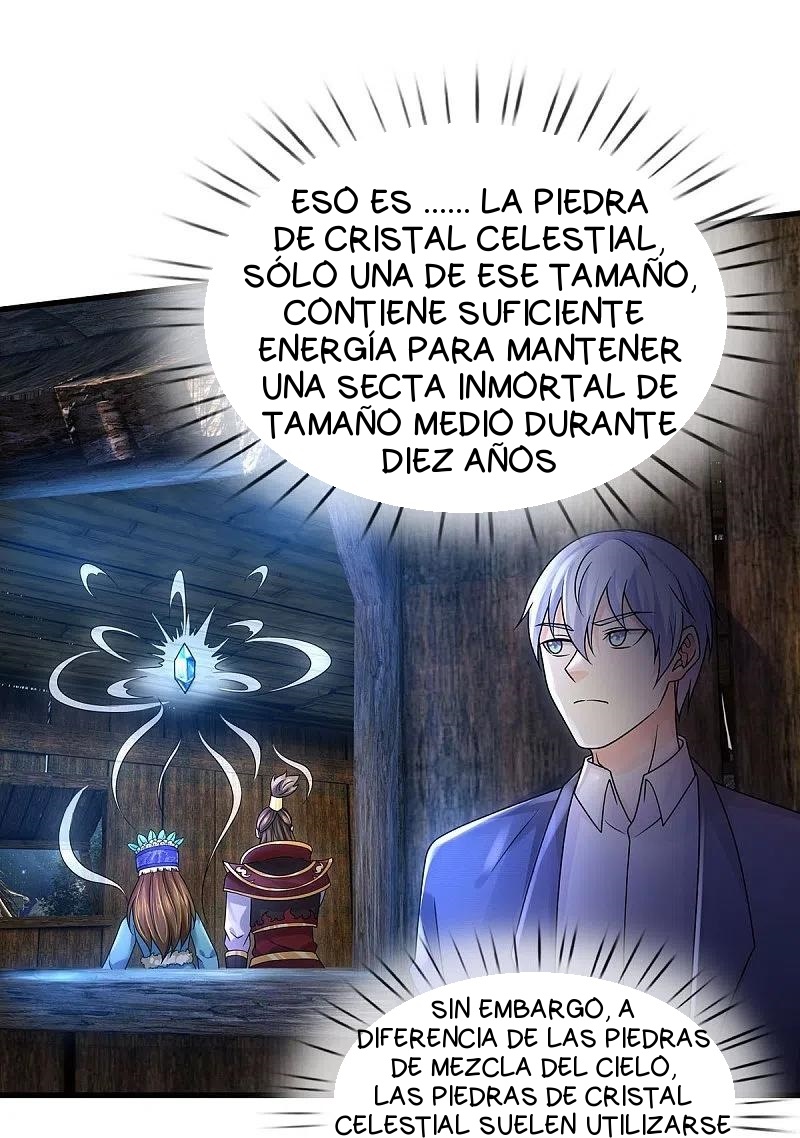 ESO ES ...... LA PIEDRA
DE CRISTAL CELESTIAL,
SÓLO UNA DE ESE TAMAÑO,
CONTIENE SUFICIENTE
ENERGÍA PARA MANTENER
UNA SECTA INMORTAL DE
TAMAÑO MEDIO DURANTE
DIEZ AÑOS
SIN EMBARGO, A
DIFERENCIA DE LAS PIEDRAS
DE MEZCLA DEL CIELO,
LAS PIEDRAS DE CRISTAL
CELESTIAL SUELEN UTILIZARSE